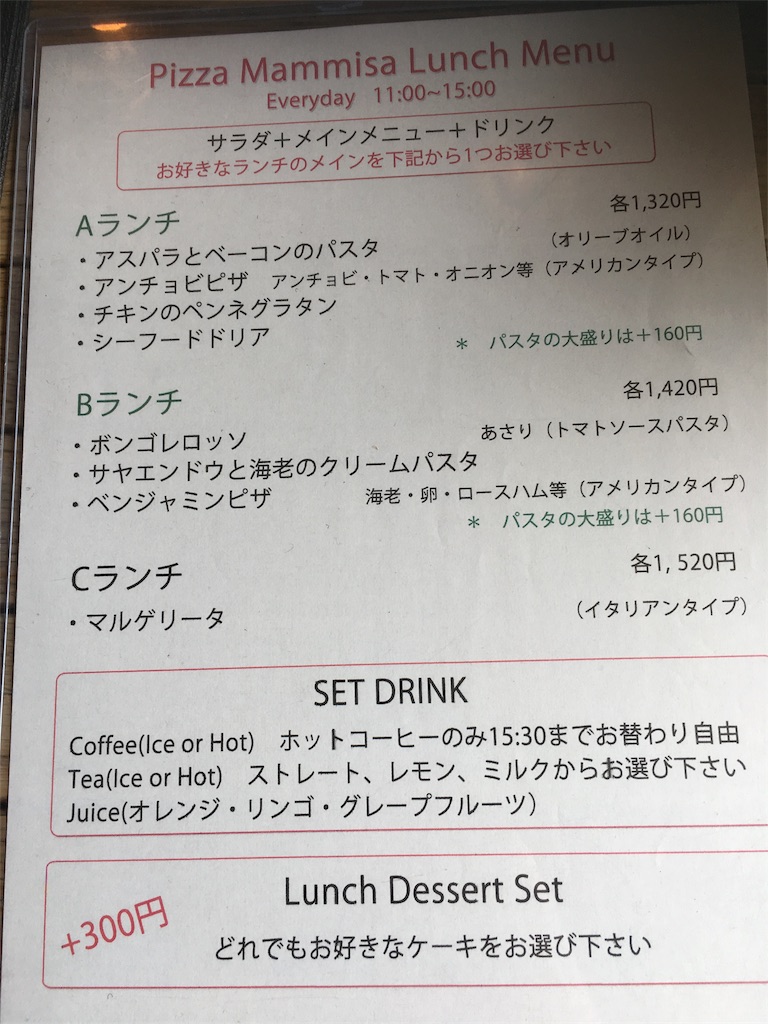 Pizza Mammisa Lunch Menu
Everyday 11:00~15:00
サラダ＋メインメニュー＋ドリンク
お好きなランチのメインを下記から1つお選び下さい
Aランチ 各1,320円
・アスパラとベーコンのパスタ （オリーブオイル）
・アンチョビピザ アンチョビ・トマト・オニオン等（アメリカンタイプ）
・チキンのペンネグラタン
・シーフードドリア
＊ パスタの大盛りは＋160円
Bランチ 各1,420円
・ボンゴレロッソ あさり（トマトソースパスタ）
・サヤエンドウと海老のクリームパスタ
・ベンジャミンピザ 海老・卵・ロースハム等（アメリカンタイプ）
＊ パスタの大盛りは＋160円
Cランチ 各1, 520円
・マルゲリータ （イタリアンタイプ）
SET DRINK
Coffee(Ice or Hot) ホットコーヒーのみ15:30までお替わり自由
Tea(Ice or Hot) ストレート、レモン、ミルクからお選び下さい
Juice(オレンジ・リンゴ・グレープフルーツ）
Lunch Dessert Set
+300円
どれでもお好きなケーキをお選び下さい